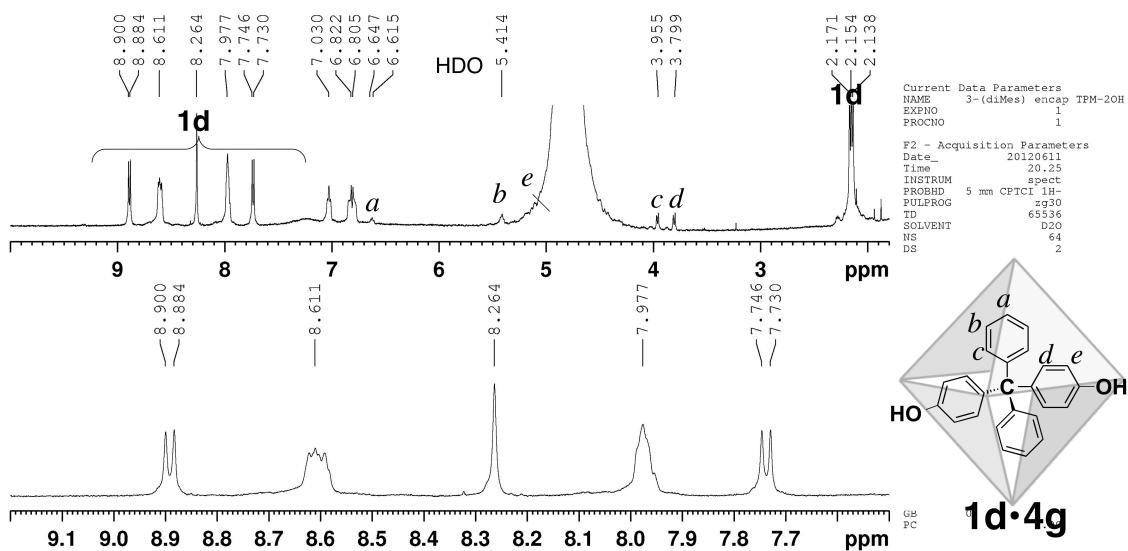 8.900
8.884
8.611
8.264
7.977
7.746
7.730
7.030
6.822
6.805
6.647
6.615
HDO
5.414
3.955
3.799
2.171
2.154
2.138
1d
a
b
e
c d
1d
9 8 7 6 5 4 3 ppm
Current Data Parameters
NAME 3-(diMes) encap TPM-2OH
EXPNO 1
PROCNO 1
F2 - Acquisition Parameters
Date_ 20120611
Time 20.25
INSTRUM spect
PROBHD 5 mm CPTCI 1H-
PULPROG zg30
TD 65536
SOLVENT D2O
NS 64
DS 2
8.900
8.884
8.611
8.264
7.977
7.746
7.730
9.1 9.0 8.9 8.8 8.7 8.6 8.5 8.4 8.3 8.2 8.1 8.0 7.9 7.8 7.7 ppm
a
b
c
d e
C
OH
HO
GB
PC
1d•4g